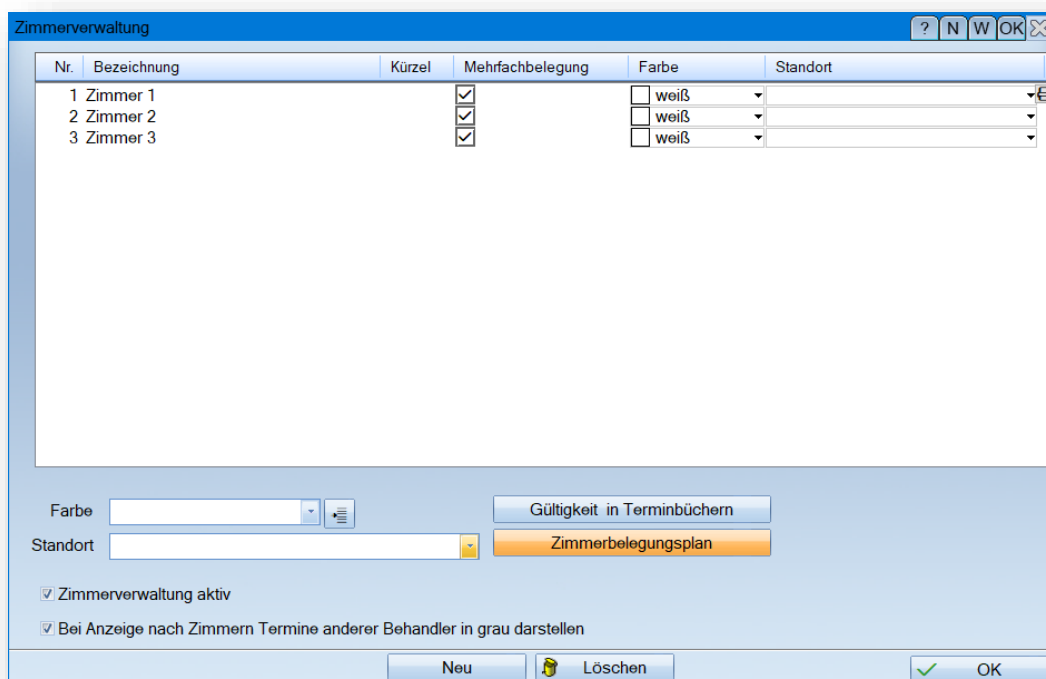 Zimmerverwaltung ? N W OK
Nr. Bezeichnung Kürzel Mehrfachbelegung Farbe Standort
1 Zimmer 1 weiß
2 Zimmer 2 weiß
3 Zimmer 3 weiß
Farbe Gültigkeit in Terminbüchern
Standort Zimmerbelegungsplan
Zimmerverwaltung aktiv
Bei Anzeige nach Zimmern Termine anderer Behandler in grau darstellen
Neu Löschen OK